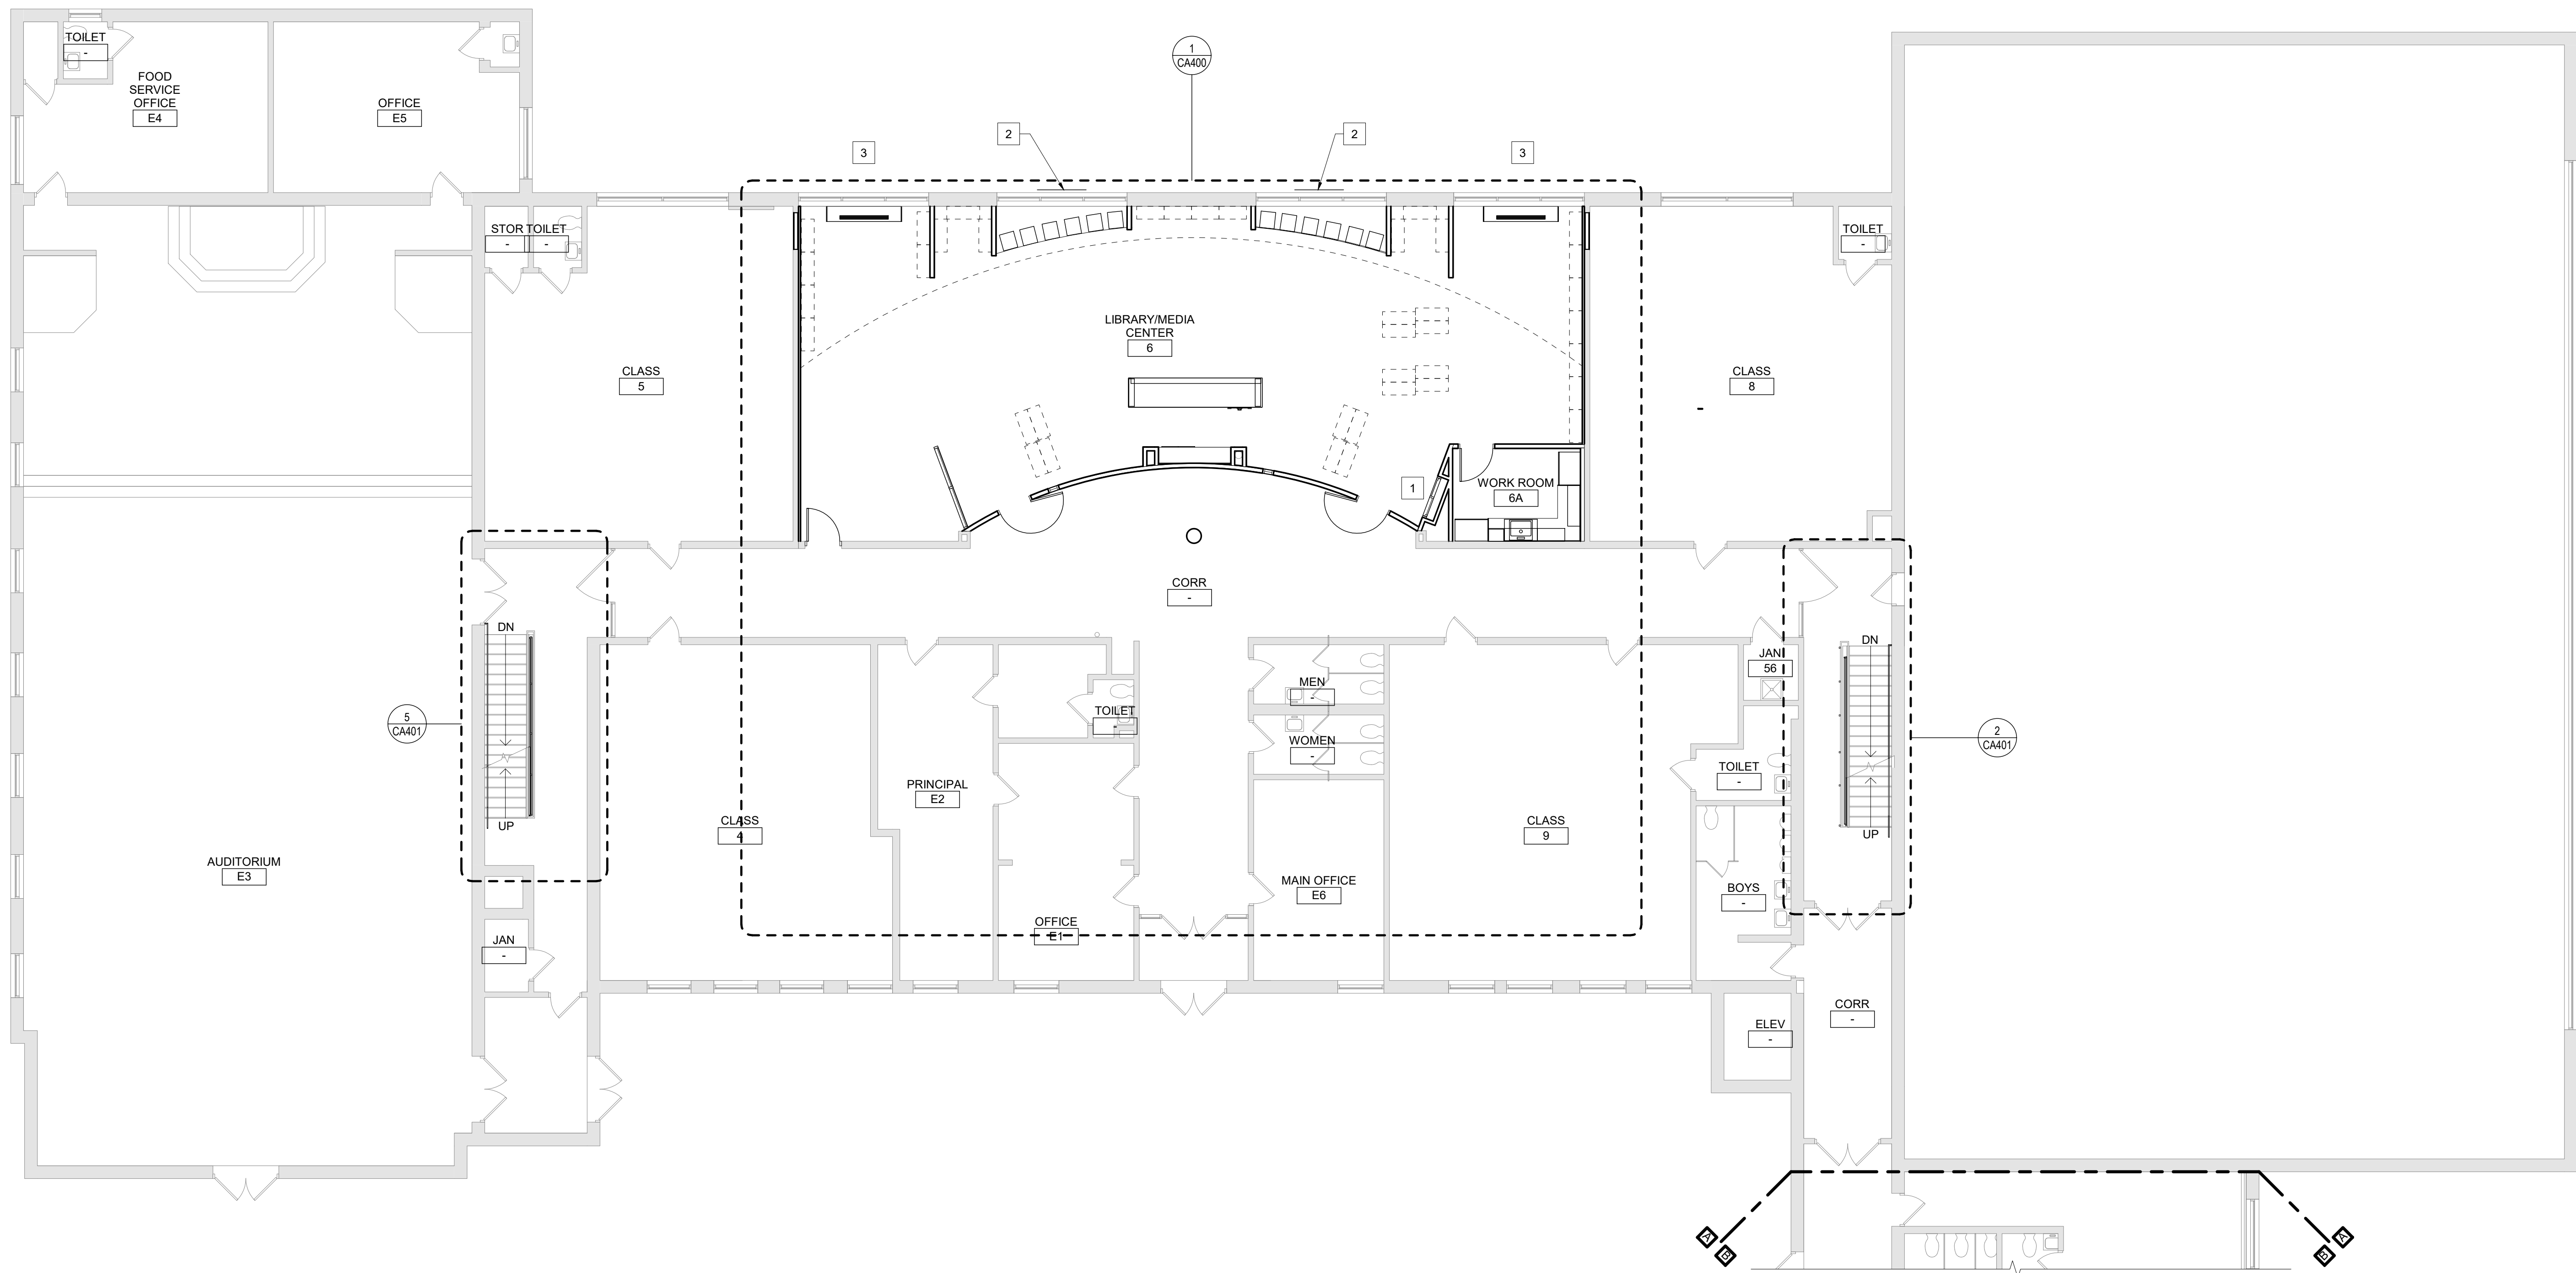 TOILET
-
FOOD
SERVICE
OFFICE
E4
OFFICE
E5
1
CA400
2
2
3
3
STOR
-
TOILET
-
TOILET
-
LIBRARY/MEDIA
CENTER
6
CLASS
5
CLASS
8
WORK ROOM
6A
1
CORR
-
DN
UP
DN
UP
JAN
56
MEN
-
TOILET
-
WOMEN
-
5
CA401
2
CA401
TOILET
-
PRINCIPAL
E2
CLASS
4
CLASS
9
AUDITORIUM
E3
MAIN OFFICE
E6
BOYS
-
OFFICE
E1
JAN
-
CORR
-
ELEV
-
A
B
A
B